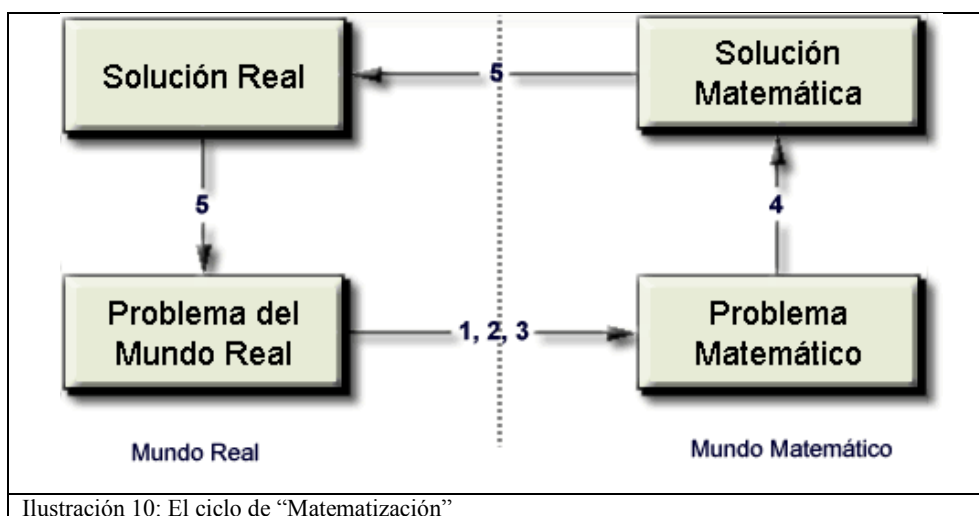 Solución Real
5
Solución
Matemática
5
4
Problema del
Mundo Real
1, 2, 3
Problema
Matemático
Mundo Real
Mundo Matemático
Ilustración 10: El ciclo de “Matematización”